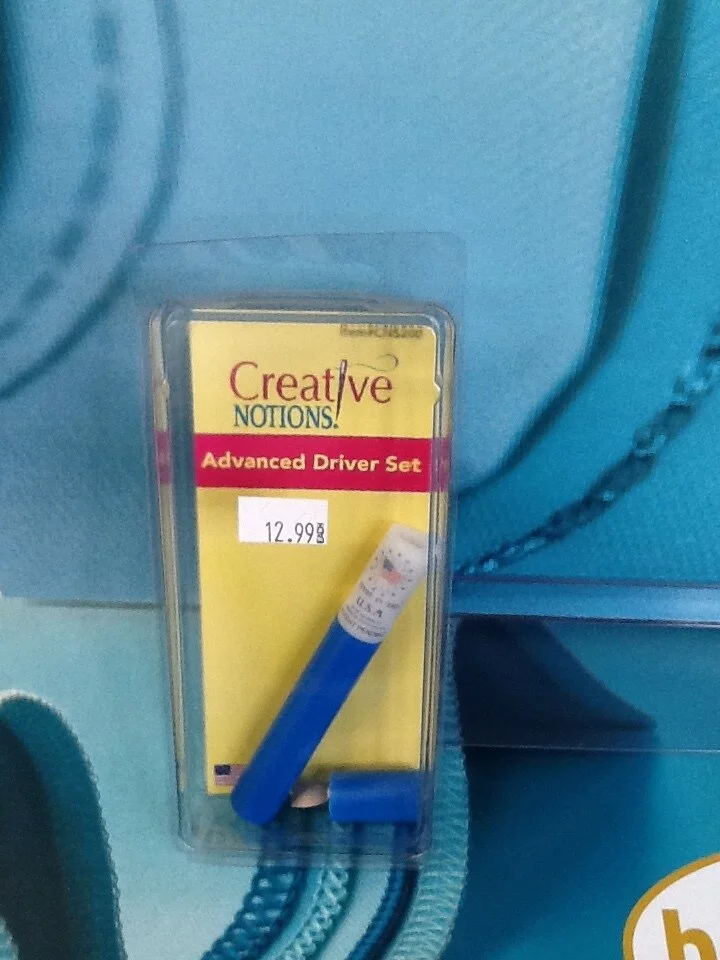 Creative
NOTIONS.
Advanced Driver Set
12.99
U.S.A
h